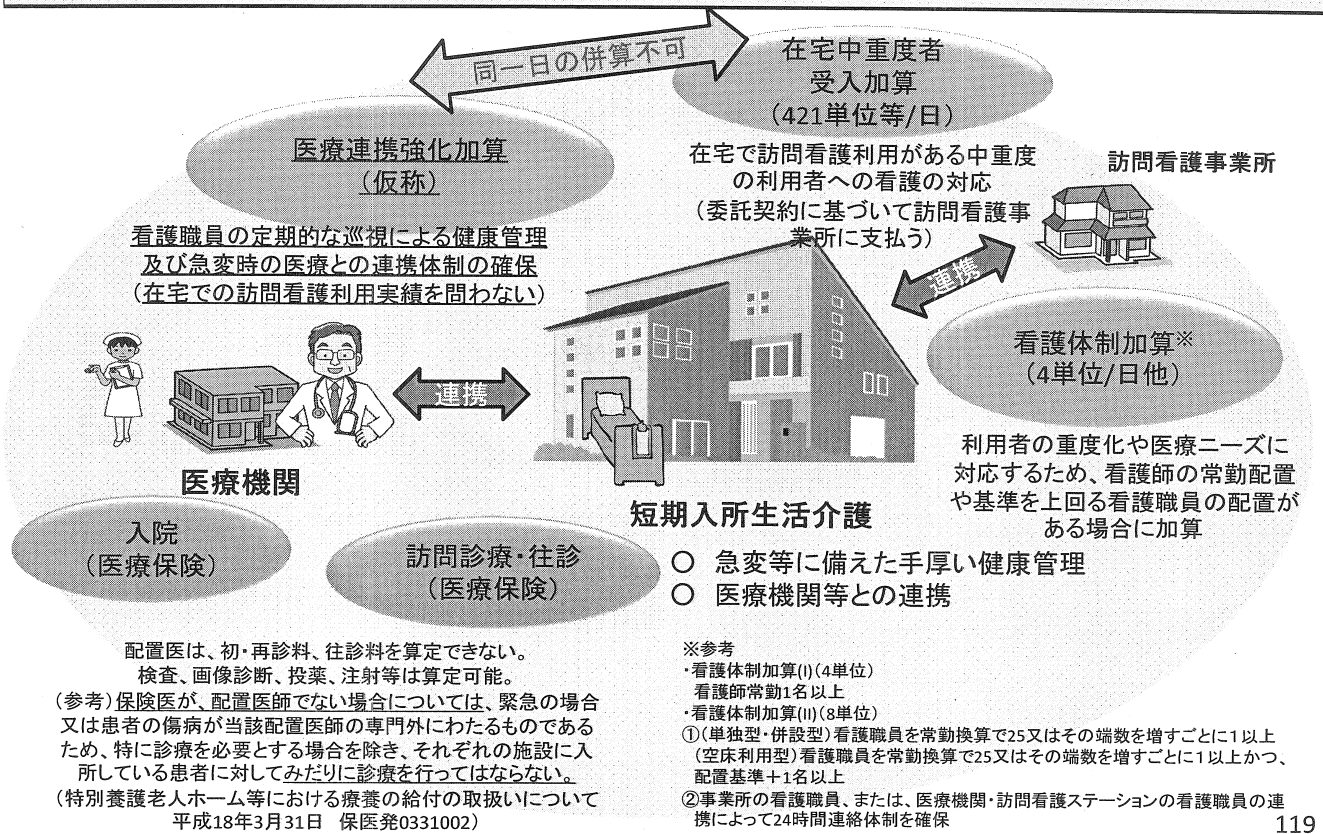 同一日の併算不可
在宅中重度者
受入加算
(421単位等/日)
医療連携強化加算
(仮称)
在宅で訪問看護利用がある中重度
の利用者への看護の対応
(委託契約に基づいて訪問看護事
業所に支払う)
訪問看護事業所
看護職員の定期的な巡視による健康管理
及び急変時の医療との連携体制の確保
(在宅での訪問看護利用実績を問わない)
連携
看護体制加算※
(4単位/日他)
連携
利用者の重度化や医療ニーズに
対応するため、看護師の常勤配置
や基準を上回る看護職員の配置が
ある場合に加算
医療機関
短期入所生活介護
入院
(医療保険)
訪問診療・往診
(医療保険)
○ 急変等に備えた手厚い健康管理
○ 医療機関等との連携
配置医は、初・再診料、往診料を算定できない。
検査、画像診断、投薬、注射等は算定可能。
(参考)保険医が、配置医師でない場合については、緊急の場合
又は患者の傷病が当該配置医師の専門外にわたるものである
ため、特に診療を必要とする場合を除き、それぞれの施設に入
所している患者に対してみだりに診療を行ってはならない。
(特別養護老人ホーム等における療養の給付の取扱いについて
平成18年3月31日 保医発0331002)
※参考
・看護体制加算(I)(4単位)
看護師常勤1名以上
・看護体制加算(II)(8単位)
①(単独型・併設型)看護職員を常勤換算で25又はその端数を増すごとに1以上
(空床利用型)看護職員を常勤換算で25又はその端数を増すごとに1以上かつ、
配置基準+1名以上
②事業所の看護職員、または、医療機関・訪問看護ステーションの看護職員の連
携によって24時間連絡体制を確保
119